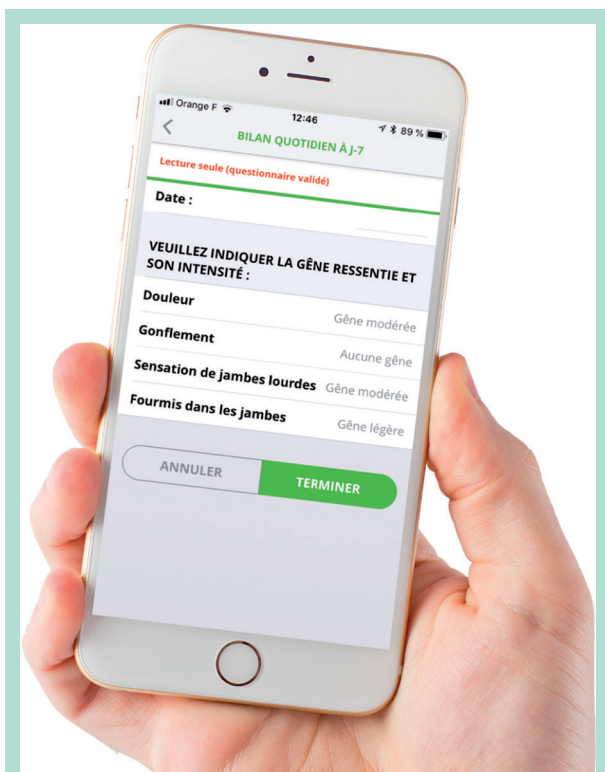 Orange F 12:46 89 %
BILAN QUOTIDIEN À J-7
Lecture seule (questionnaire validé)
Date :
VEUILLEZ INDIQUER LA GÊNE RESSENTIE ET
SON INTENSITÉ :
Douleur Gêne modérée
Gonflement Aucune gêne
Sensation de jambes lourdes Gêne modérée
Fourmis dans les jambes Gêne légère
ANNULER TERMINER